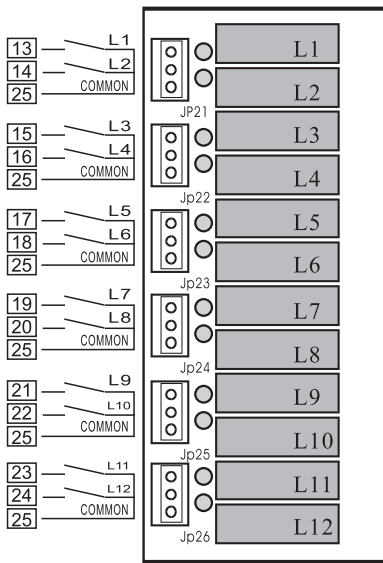 13 L1 L1
14 L2 L2
25 COMMON
JP21
15 L3 L3
16 L4 L4
25 COMMON
Jp22
17 L5 L5
18 L6 L6
25 COMMON
Jp23
19 L7 L7
20 L8 L8
25 COMMON
Jp24
21 L9 L9
22 L10 L10
25 COMMON
Jp25
23 L11 L11
24 L12 L12
25 COMMON
Jp26